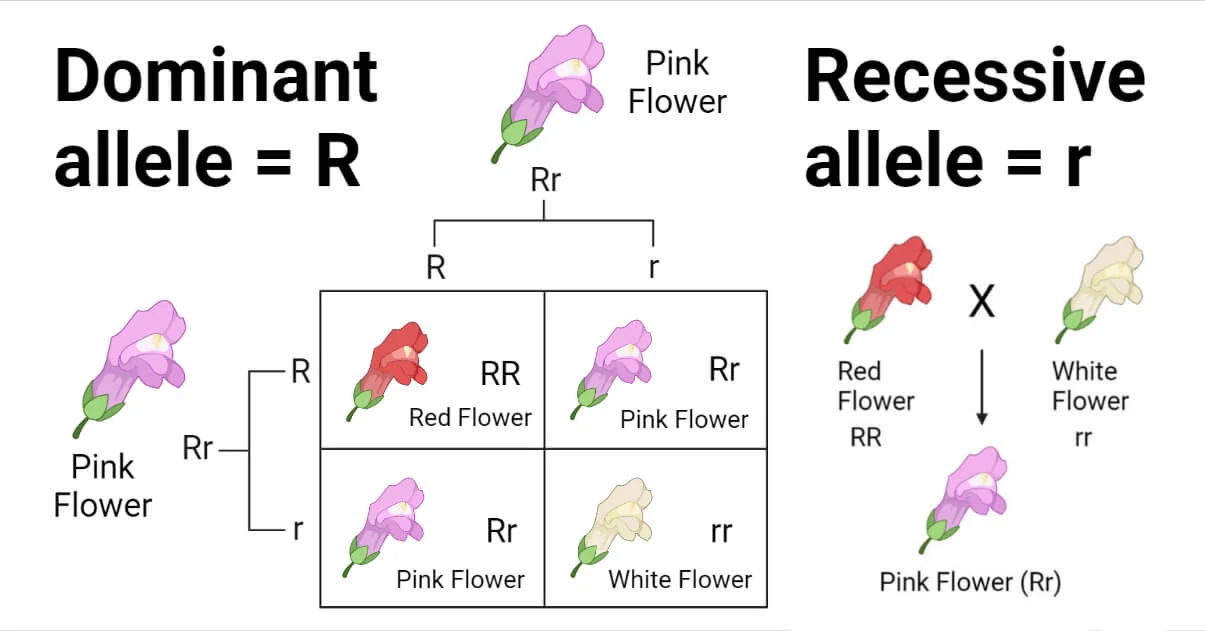 Dominant
allele = R
Pink
Flower
Rr
R
r
Recessive
allele = r
Pink
Flower
Rr
R
r
RR
Red Flower
Rr
Pink Flower
Rr
Pink Flower
rr
White Flower
X
Red
Flower
RR
White
Flower
rr
Pink Flower (Rr)